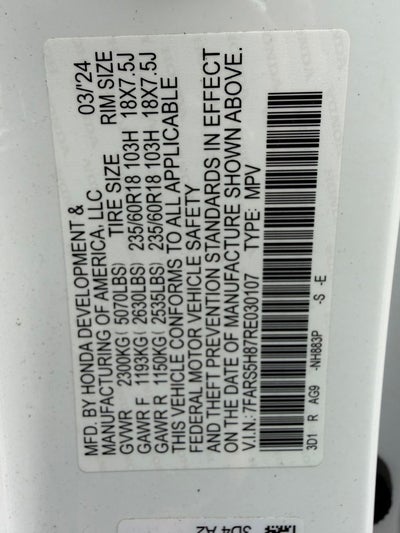 MFD. BY HONDA DEVELOPMENT & 03/'24
MANUFACTURING OF AMERICA, LLC
TIRE SIZE RIM SIZE
GVWR 2300KG( 5070LBS)
GAWR F 1193KG ( 2630LBS) 235/60R18 103H 18X7.5J
GAWR R 1150KG ( 2535LBS) 235/60R18 103H 18X7.5J
THIS VEHICLE CONFORMS TO ALL APPLICABLE
FEDERAL MOTOR VEHICLE SAFETY
AND THEFT PREVENTION STANDARDS IN EFFECT
ON THE DATE OF MANUFACTURE SHOWN ABOVE.
V.I.N.:7FARS5H87RE030107 TYPE: MPV
3D1 R AG9 -NH883P -S -E
3D4 A2